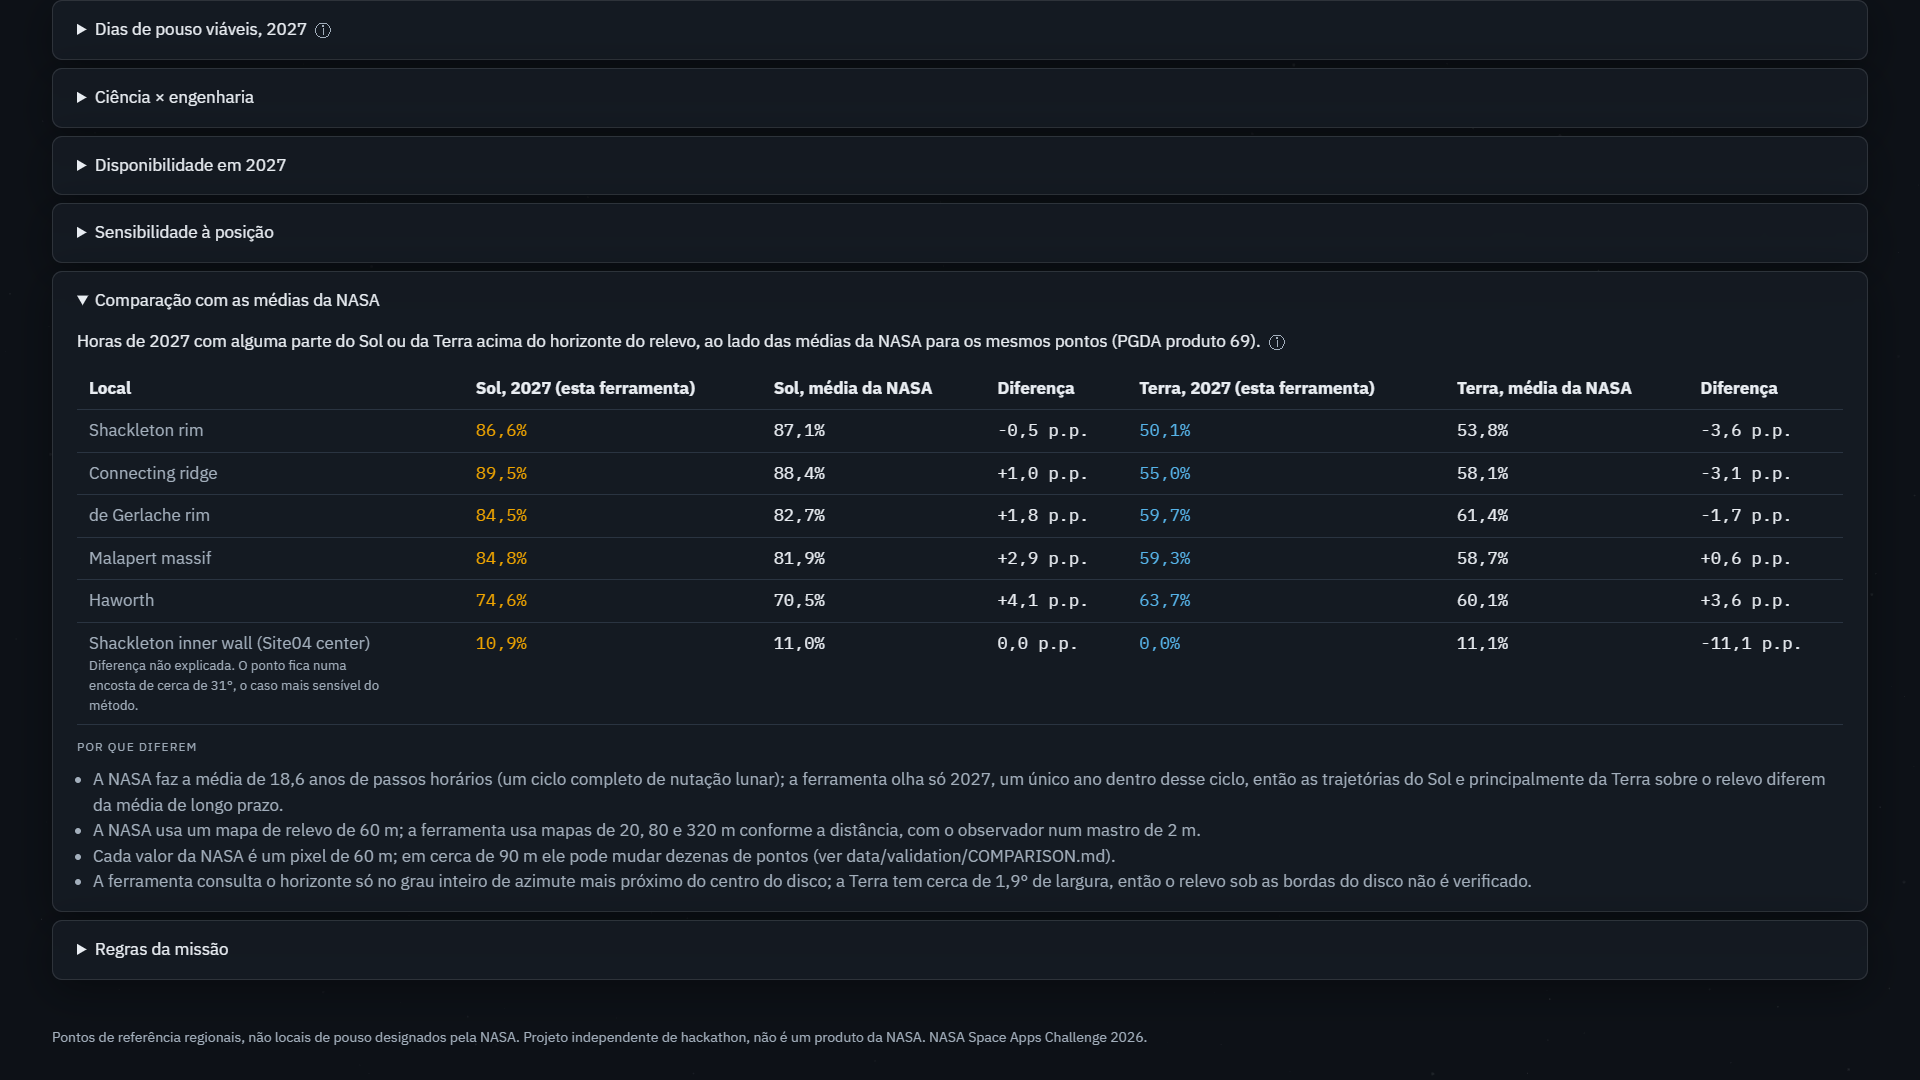 ▶ Dias de pouso viáveis, 2027 ⓘ
▶ Ciência × engenharia
▶ Disponibilidade em 2027
▶ Sensibilidade à posição
▼ Comparação com as médias da NASA
Horas de 2027 com alguma parte do Sol ou da Terra acima do horizonte do relevo, ao lado das médias da NASA para os mesmos pontos (PGDA produto 69). ⓘ
Local Sol, 2027 (esta ferramenta) Sol, média da NASA Diferença Terra, 2027 (esta ferramenta) Terra, média da NASA Diferença
Shackleton rim 86,6% 87,1% -0,5 p.p. 50,1% 53,8% -3,6 p.p.
Connecting ridge 89,5% 88,4% +1,0 p.p. 55,0% 58,1% -3,1 p.p.
de Gerlache rim 84,5% 82,7% +1,8 p.p. 59,7% 61,4% -1,7 p.p.
Malapert massif 84,8% 81,9% +2,9 p.p. 59,3% 58,7% +0,6 p.p.
Haworth 74,6% 70,5% +4,1 p.p. 63,7% 60,1% +3,6 p.p.
Shackleton inner wall (Site04 center) 10,9% 11,0% 0,0 p.p. 0,0% 11,1% -11,1 p.p.
Diferença não explicada. O ponto fica numa
encosta de cerca de 31°, o caso mais sensível do
método.
POR QUE DIFEREM
• A NASA faz a média de 18,6 anos de passos horários (um ciclo completo de nutação lunar); a ferramenta olha só 2027, um único ano dentro desse ciclo, então as trajetórias do Sol e principalmente da Terra sobre o relevo diferem
da média de longo prazo.
• A NASA usa um mapa de relevo de 60 m; a ferramenta usa mapas de 20, 80 e 320 m conforme a distância, com o observador num mastro de 2 m.
• Cada valor da NASA é um pixel de 60 m; em cerca de 90 m ele pode mudar dezenas de pontos (ver data/validation/COMPARISON.md).
• A ferramenta consulta o horizonte só no grau inteiro de azimute mais próximo do centro do disco; a Terra tem cerca de 1,9° de largura, então o relevo sob as bordas do disco não é verificado.
▶ Regras da missão
Pontos de referência regionais, não locais de pouso designados pela NASA. Projeto independente de hackathon, não é um produto da NASA. NASA Space Apps Challenge 2026.